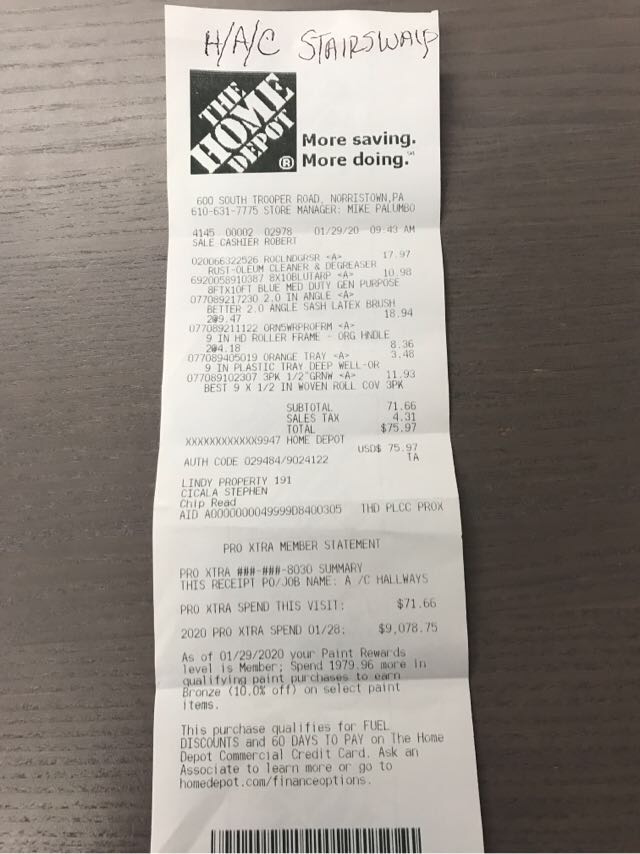 H/A/C STAIRSWALP
THE
HOME
DEPOT
®
More saving.
More doing.℠
600 SOUTH TROOPER ROAD, NORRISTOWN,PA
610-631-7775 STORE MANAGER: MIKE PALUMBO
4145 00002 02978 01/29/20 09:43 AM
SALE CASHIER ROBERT
020066322526 ROCLNDGRSR <A> 17.97
RUST-OLEUM CLEANER & DEGREASER
6920058910387 8X10BLUTARP <A> 10.98
8FTX10FT BLUE MED DUTY GEN PURPOSE
077089217230 2.0 IN ANGLE <A>
BETTER 2.0 ANGLE SASH LATEX BRUSH
2@9.47 18.94
077089211122 ORNSWRPROFRM <A>
9 IN HD ROLLER FRAME - ORG HNDLE
2@4.18 8.36
077089405019 ORANGE TRAY <A> 3.48
9 IN PLASTIC TRAY DEEP WELL-OR
077089102307 3PK 1/2"GRNW <A> 11.93
BEST 9 X 1/2 IN WOVEN ROLL COV 3PK
SUBTOTAL 71.66
SALES TAX 4.31
TOTAL $75.97
XXXXXXXXXXXX9947 HOME DEPOT
USD$ 75.97
AUTH CODE 029484/9024122 TA
LINDY PROPERTY 191
CICALA STEPHEN
Chip Read
AID A0000000049999D8400305 THD PLCC PROX
PRO XTRA MEMBER STATEMENT
PRO XTRA ###-###-8030 SUMMARY
THIS RECEIPT PO/JOB NAME: A /C HALLWAYS
PRO XTRA SPEND THIS VISIT: $71.66
2020 PRO XTRA SPEND 01/28: $9,078.75
As of 01/29/2020 your Paint Rewards
level is Member; Spend 1979.96 more in
qualifying paint purchases to earn
Bronze (10.0% off) on select paint
items.
This purchase qualifies for FUEL
DISCOUNTS and 60 DAYS TO PAY on The Home
Depot Commercial Credit Card. Ask an
Associate to learn more or go to
homedepot.com/financeoptions.